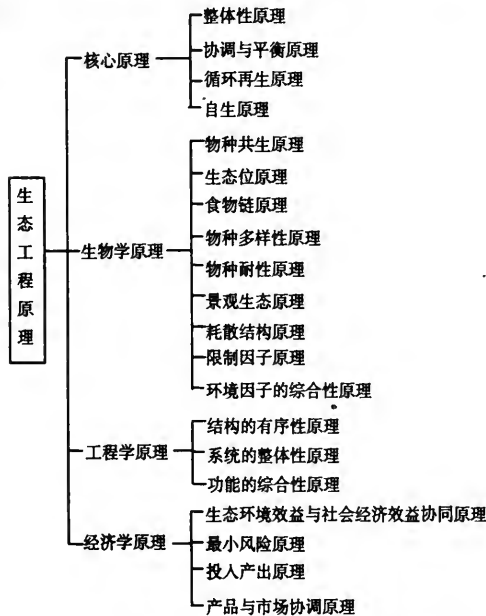 生态工程原理
核心原理
整体性原理
协调与平衡原理
循环再生原理
自生原理
生物学原理
物种共生原理
生态位原理
食物链原理
物种多样性原理
物种耐性原理
景观生态原理
耗散结构原理
限制因子原理
环境因子的综合性原理
工程学原理
结构的有序性原理
系统的整体性原理
功能的综合性原理
经济学原理
生态环境效益与社会经济效益协同原理
最小风险原理
投入产出原理
产品与市场协调原理